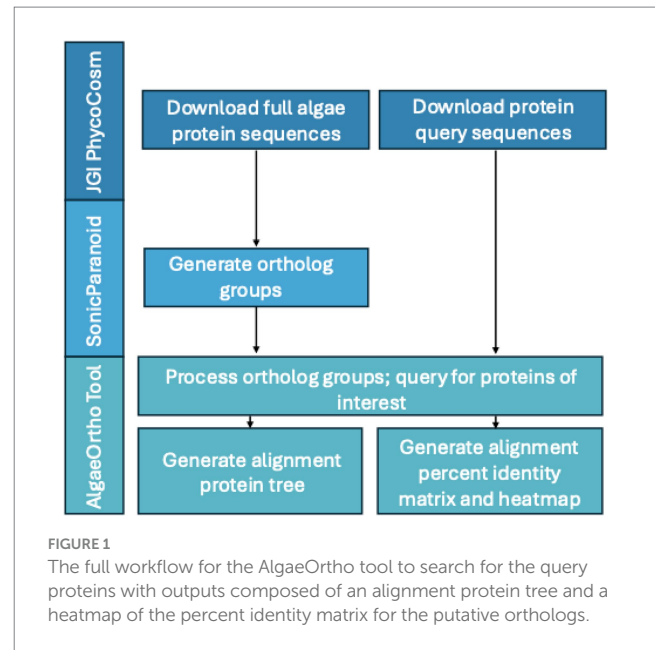 JGI PhycoCosm
Download full algae
protein sequences
Download protein
query sequences
SonicParanoid
Generate ortholog
groups
AlgaeOrtho Tool
Process ortholog groups; query for proteins of
interest
Generate alignment
protein tree
Generate alignment
percent identity
matrix and heatmap
FIGURE 1
The full workflow for the AlgaeOrtho tool to search for the query
proteins with outputs composed of an alignment protein tree and a
heatmap of the percent identity matrix for the putative orthologs.